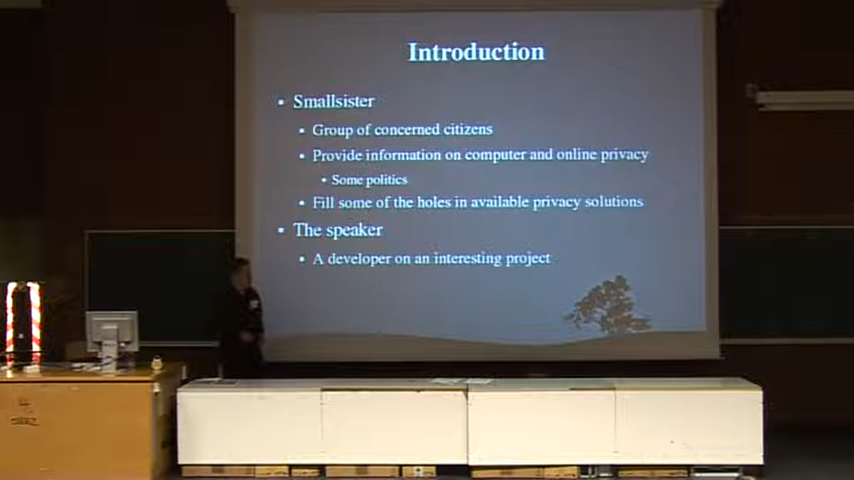 Introduction
• Smallsister
• Group of concerned citizens
• Provide information on computer and online privacy
• Some politics
• Fill some of the holes in available privacy solutions
• The speaker
• A developer on an interesting project